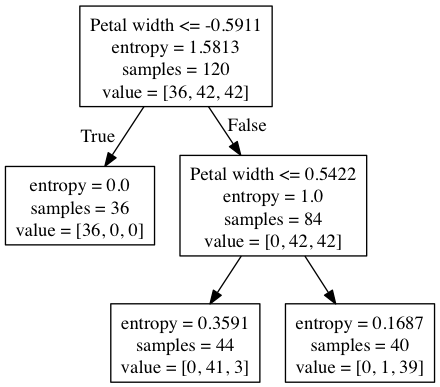 Petal width <= -0.5911
entropy = 1.5813
samples = 120
value = [36, 42, 42]
True
False
entropy = 0.0
samples = 36
value = [36, 0, 0]
Petal width <= 0.5422
entropy = 1.0
samples = 84
value = [0, 42, 42]
entropy = 0.3591
samples = 44
value = [0, 41, 3]
entropy = 0.1687
samples = 40
value = [0, 1, 39]